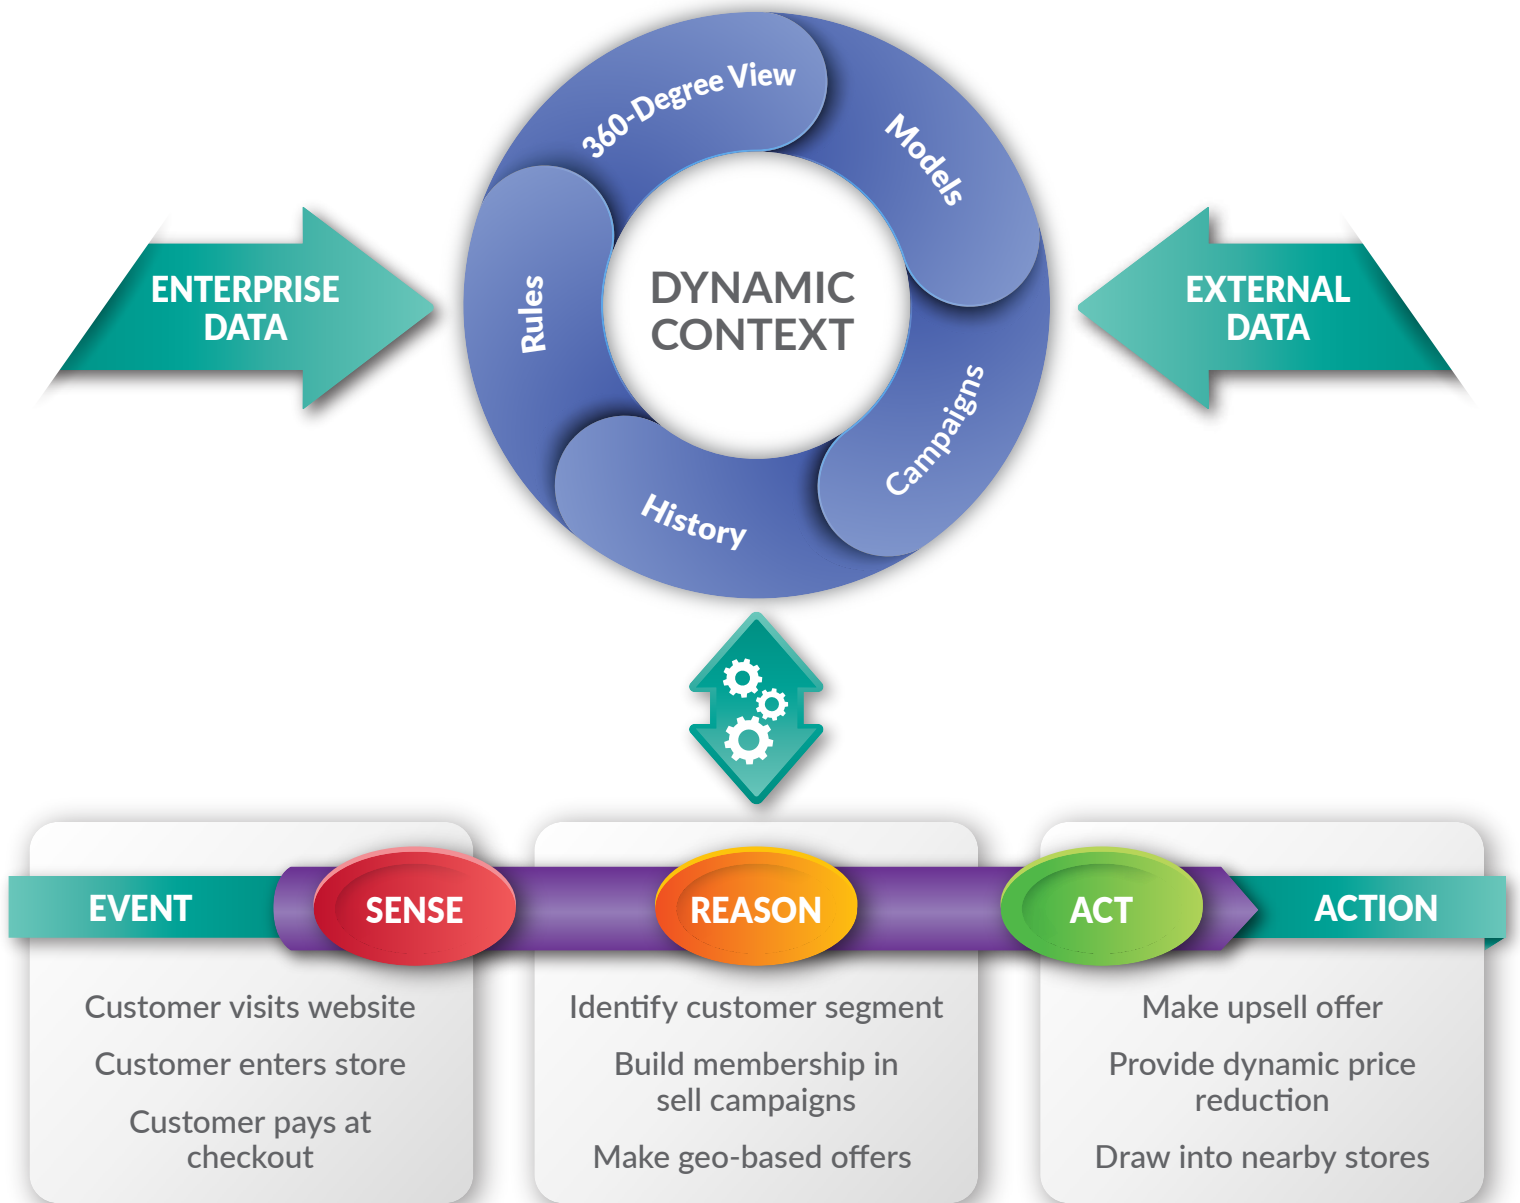 360-Degree View
Models
ENTERPRISE
DATA
Rules
DYNAMIC
CONTEXT
EXTERNAL
DATA
Campaigns
History
EVENT
SENSE
REASON
ACT
ACTION
Customer visits website
Customer enters store
Customer pays at
checkout
Identify customer segment
Build membership in
sell campaigns
Make geo-based offers
Make upsell offer
Provide dynamic price
reduction
Draw into nearby stores